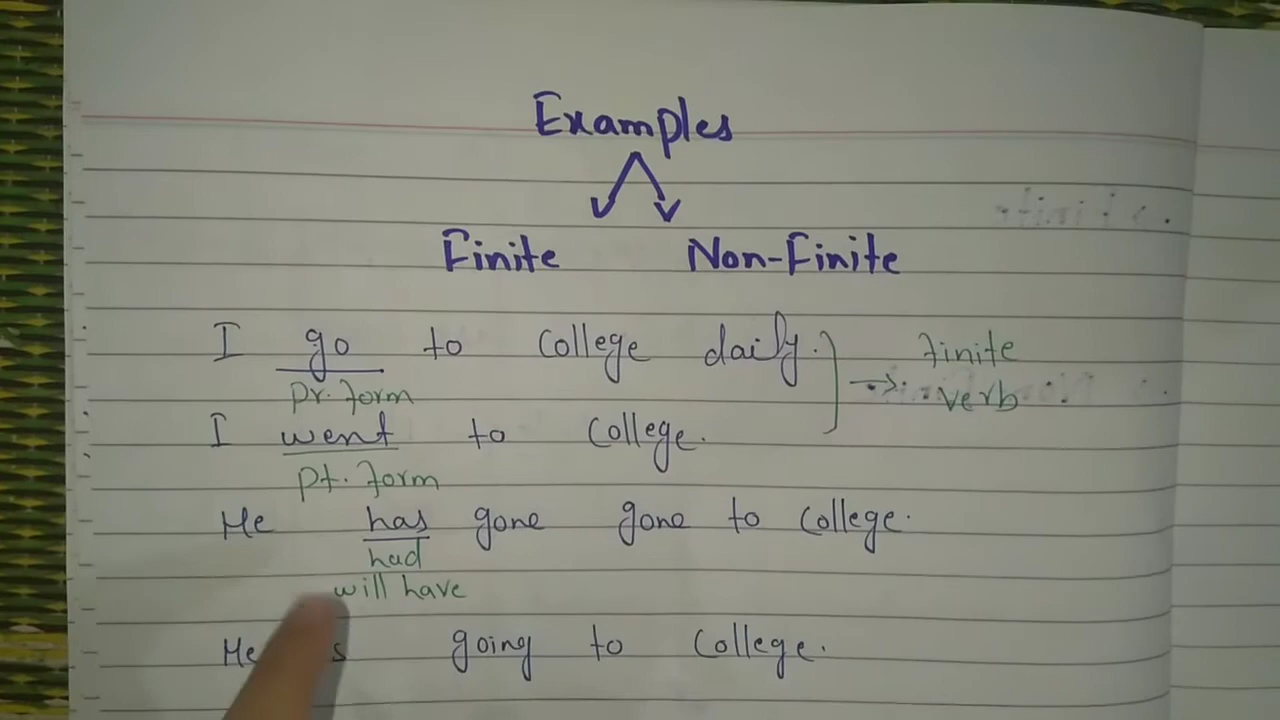 Examples
Finite Non-Finite
I go to College daily. → finite
pr. form verb
I went to College.
pt. form
He has gone gone to College.
had
will have
He s going to College.